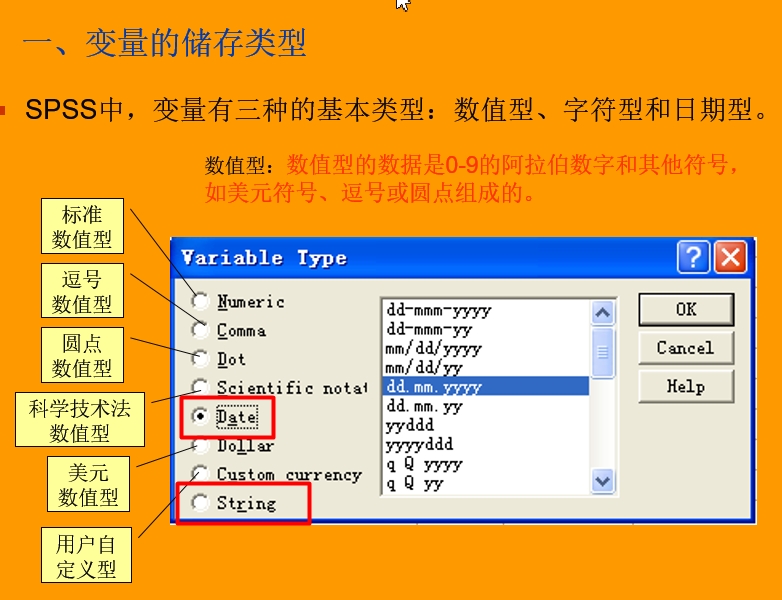 一、变量的储存类型
SPSS中，变量有三种的基本类型：数值型、字符型和日期型。
数值型：数值型的数据是0-9的阿拉伯数字和其他符号，
如美元符号、逗号或圆点组成的。
标准
数值型
逗号
数值型
圆点
数值型
科学技术法
数值型
美元
数值型
用户自
定义型
Variable Type
Numeric
Comma
Dot
Scientific notat
Date
Dollar
Custom currency
String
dd-mmm-yyyy
dd-mmm-yy
mm/dd/yyyy
mm/dd/yy
dd.mm.yyyy
dd.mm.yy
yyddd
yyyyddd
q Q yyyy
q Q yy
OK
Cancel
Help